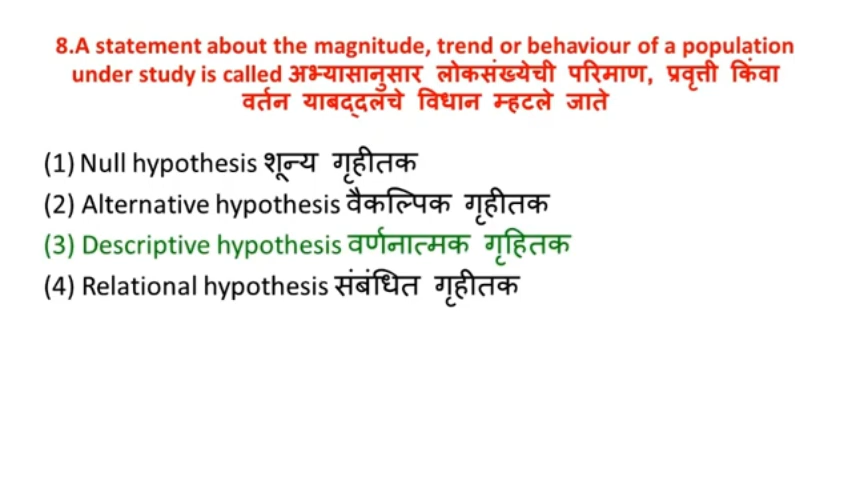 8.A statement about the magnitude, trend or behaviour of a population
under study is called अभ्यासानुसार लोकसंख्येची परिमाण, प्रवृत्ती किंवा
वर्तन याबद्दलचे विधान म्हटले जाते
(1) Null hypothesis शून्य गृहीतक
(2) Alternative hypothesis वैकल्पिक गृहीतक
(3) Descriptive hypothesis वर्णनात्मक गृहितक
(4) Relational hypothesis संबंधित गृहीतक